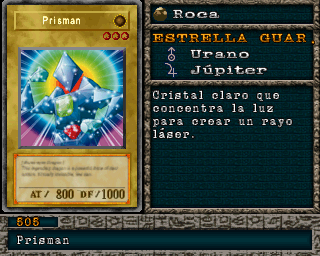 Prisman
AT/ 800 DF/1000
Roca
ESTRELLA GUAR.
Urano
Júpiter
Cristal claro que
concentra la luz
para crear un rayo
láser.
505
Prisman